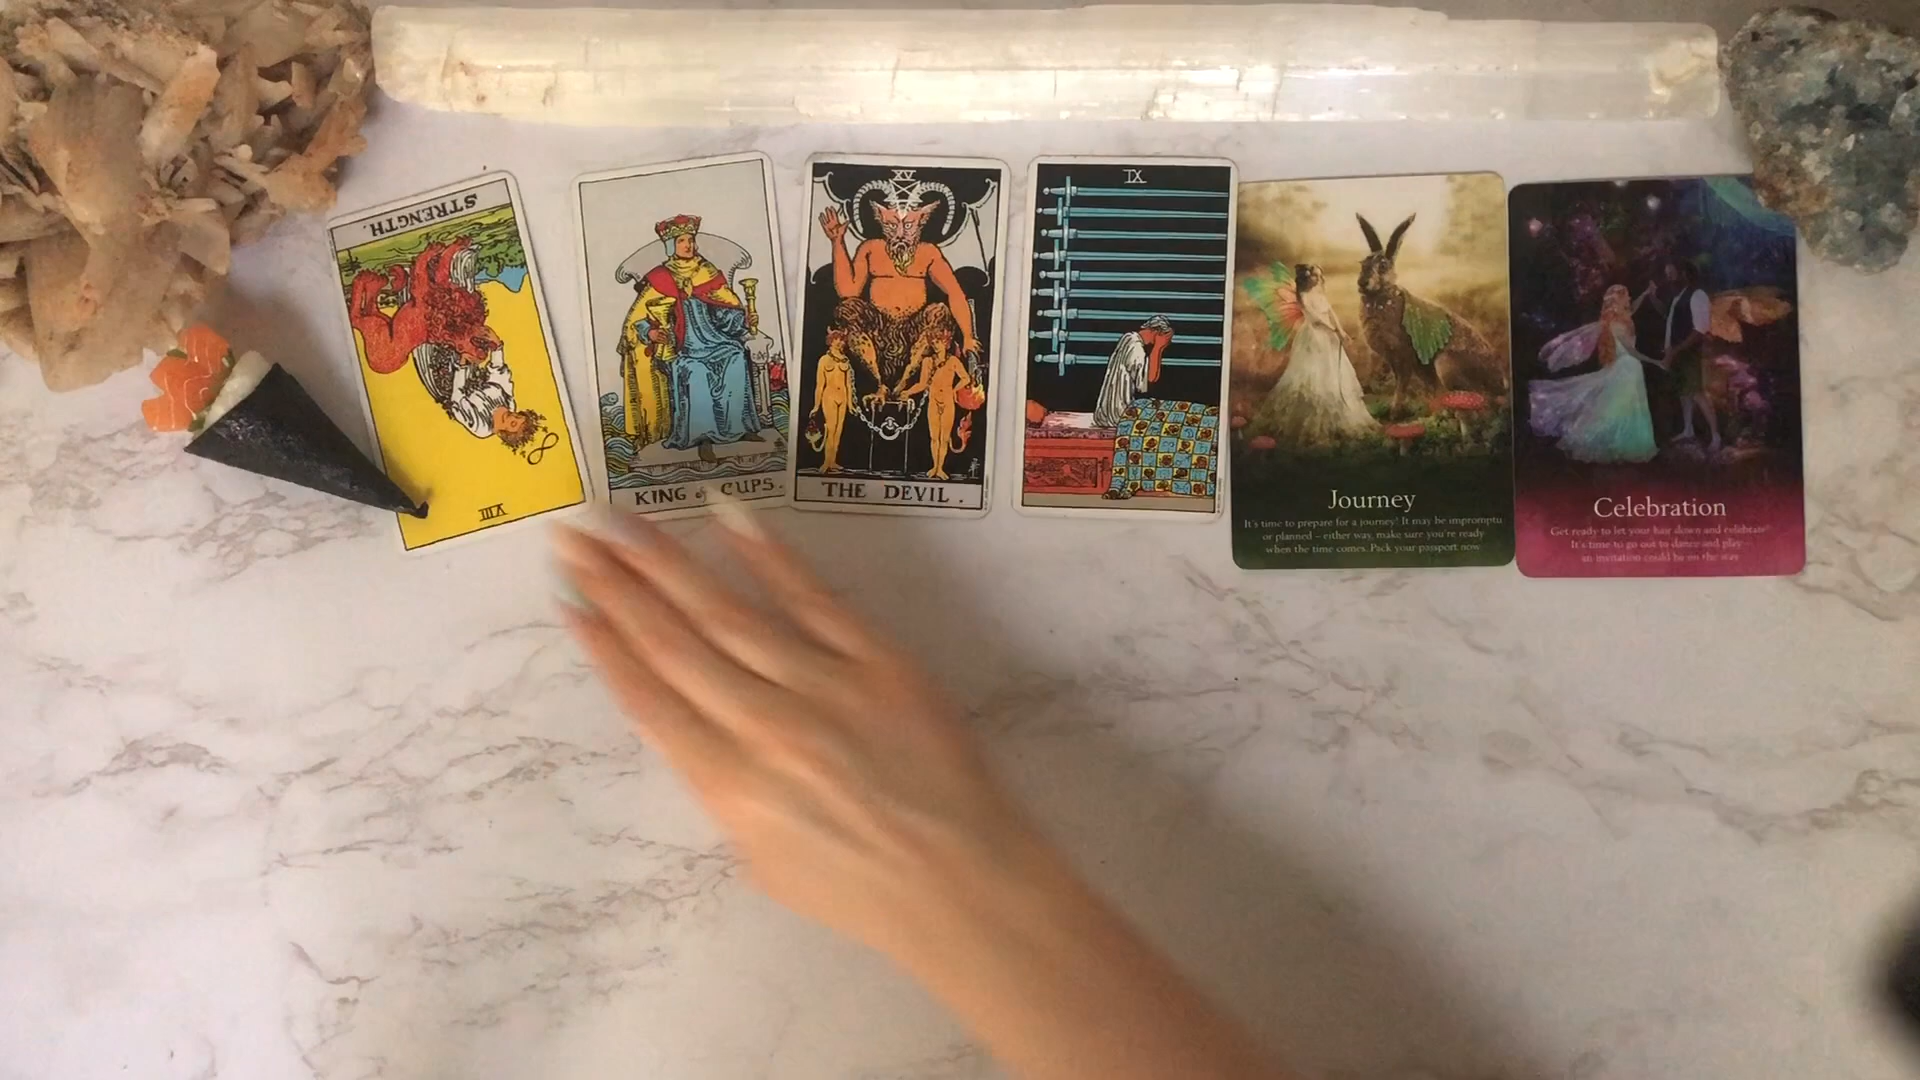 STRENGTH.
VIII
KING of CUPS.
XV
THE DEVIL.
IX
Journey
It's time to prepare for a journey! It may be impromptu
or planned – either way, make sure you're ready
when the time comes. Pack your passport now.
Celebration
Get ready to let your hair down and celebrate!
It's time to go out to dance and play –
an invitation could be on the way.